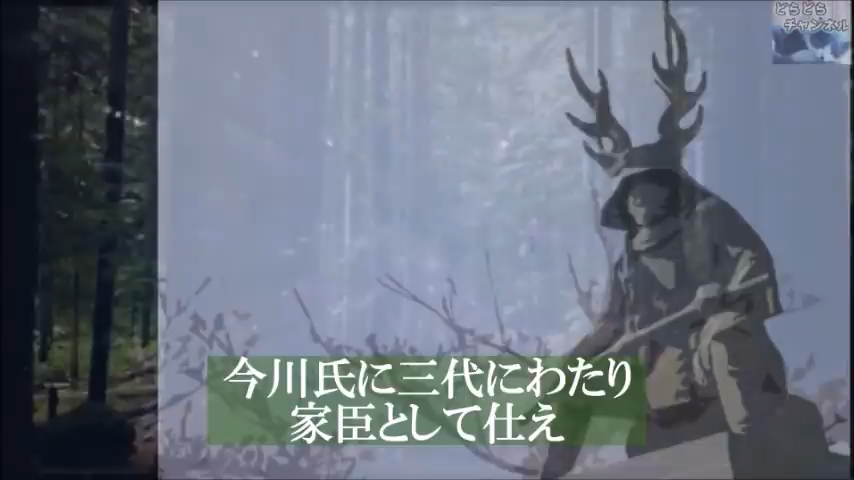 どらどら
チャンネル
今川氏に三代にわたり
家臣として仕え